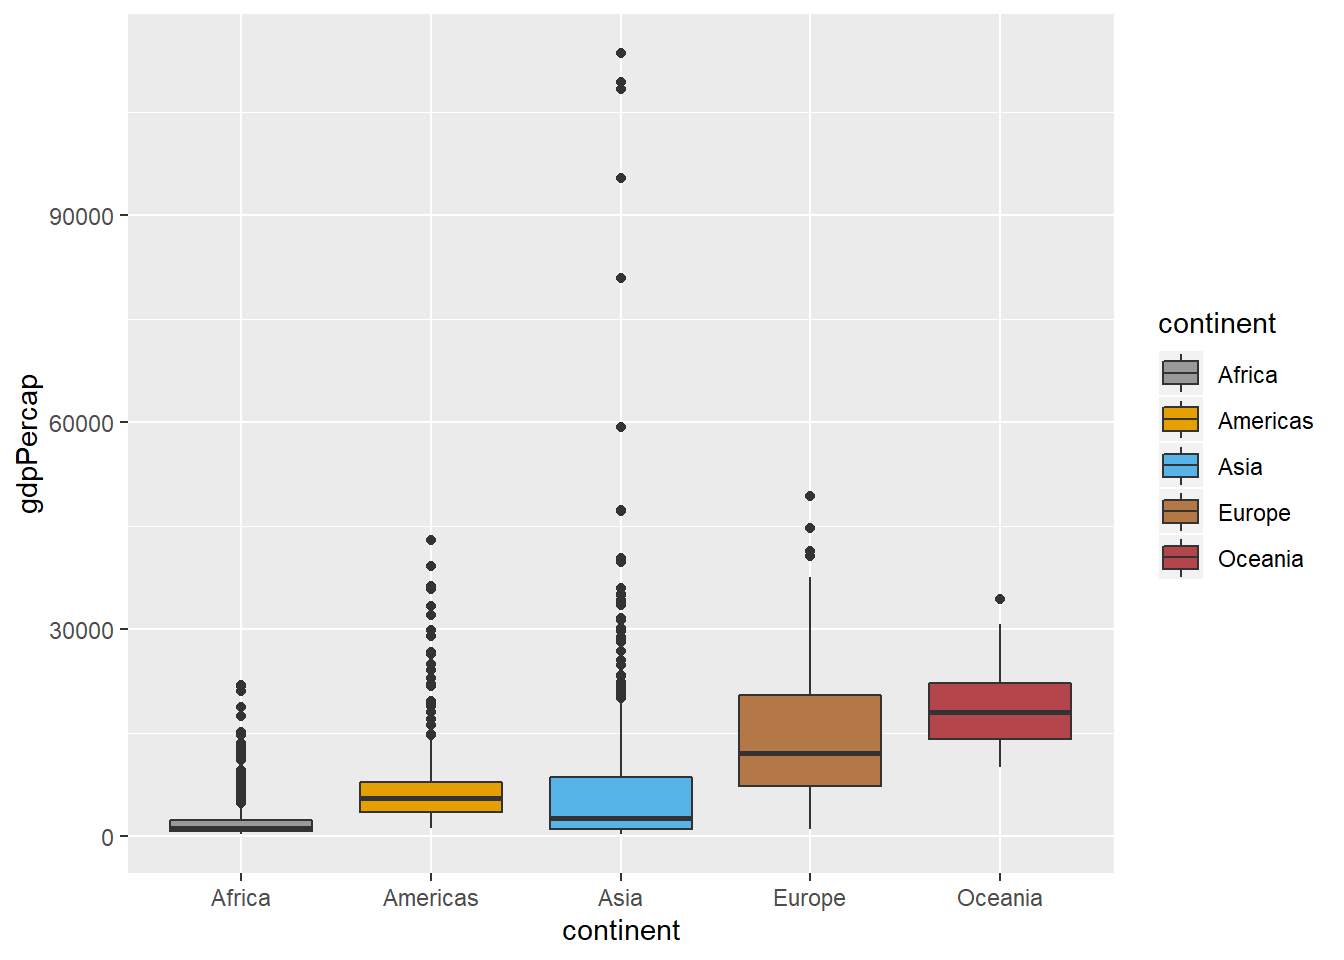 gdpPercap
90000
60000
30000
0
Africa Americas Asia Europe Oceania
continent
continent
Africa
Americas
Asia
Europe
Oceania